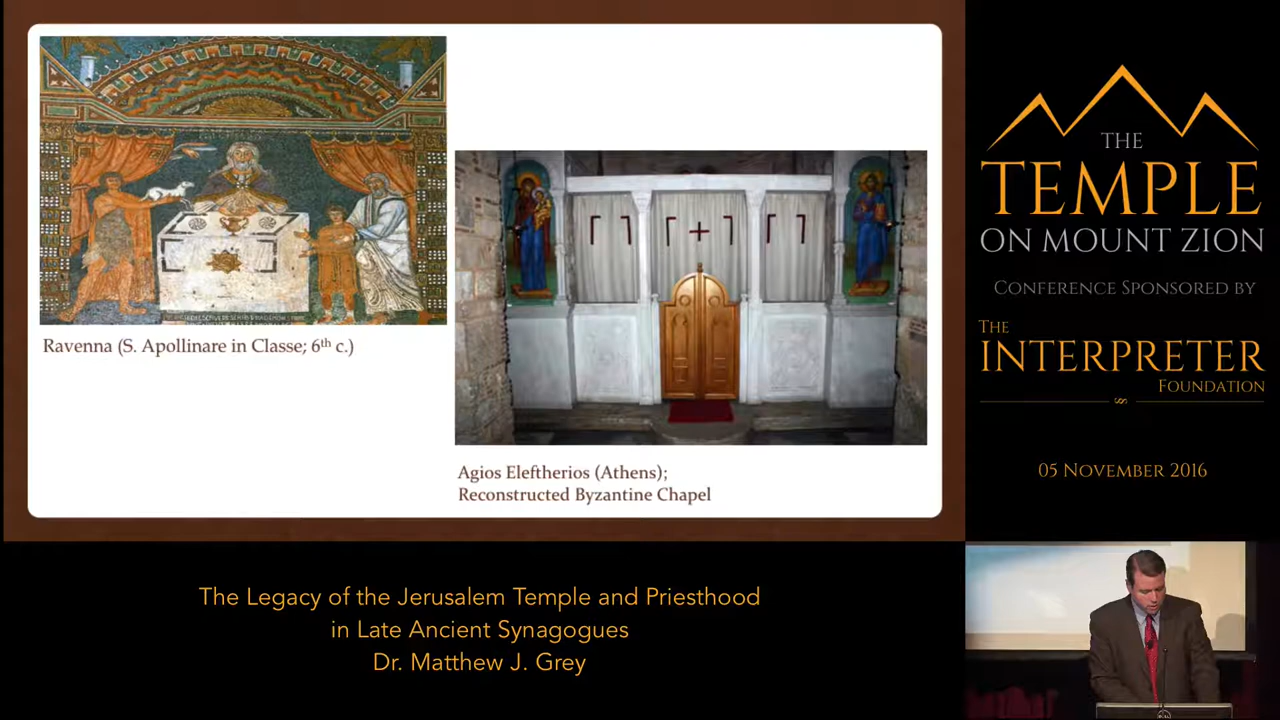 Ravenna (S. Apollinare in Classe; 6th c.)
Agios Eleftherios (Athens);
Reconstructed Byzantine Chapel
THE
TEMPLE
ON MOUNT ZION
CONFERENCE SPONSORED BY
THE
INTERPRETER
FOUNDATION
05 NOVEMBER 2016
The Legacy of the Jerusalem Temple and Priesthood
in Late Ancient Synagogues
Dr. Matthew J. Grey